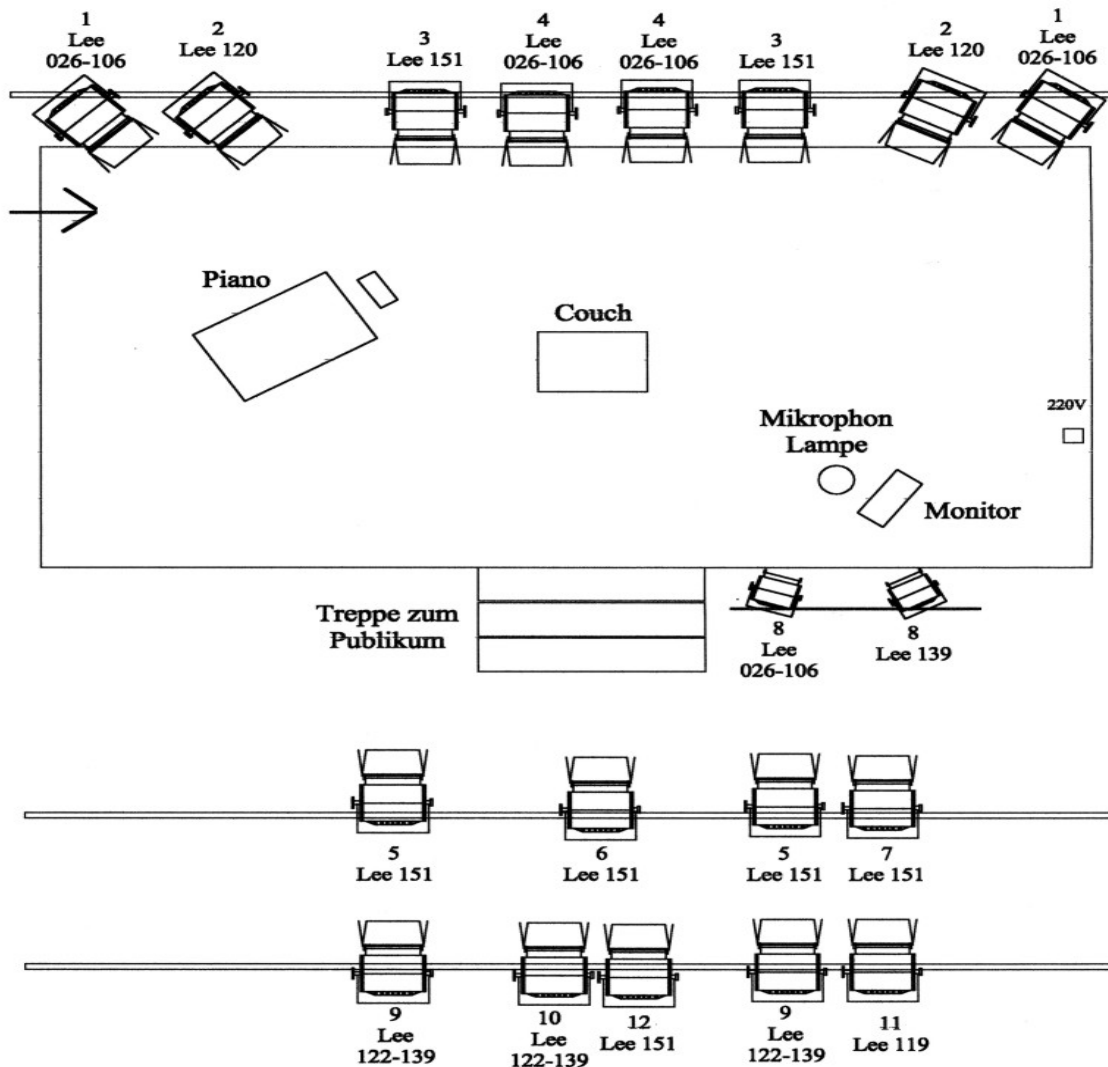 1
Lee
026-106
2
Lee 120
3
Lee 151
4
Lee
026-106
4
Lee
026-106
3
Lee 151
2
Lee 120
1
Lee
026-106
Piano
Couch
220V
Mikrophon
Lampe
Monitor
Treppe zum
Publikum
8
Lee
026-106
8
Lee 139
5
Lee 151
6
Lee 151
5
Lee 151
7
Lee 151
9
Lee
122-139
10
Lee
122-139
12
Lee 151
9
Lee
122-139
11
Lee 119